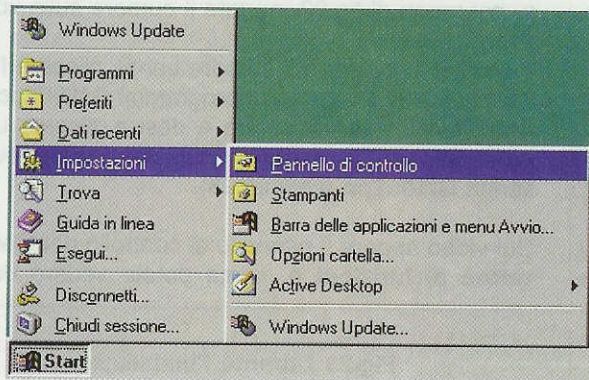 Windows Update
Programmi
Preferiti
Dati recenti
Impostazioni
Trova
Guida in linea
Esegui...
Disconnetti...
Chiudi sessione...
Start
Pannello di controllo
Stampanti
Barra delle applicazioni e menu Avvio...
Opzioni cartella...
Active Desktop
Windows Update...